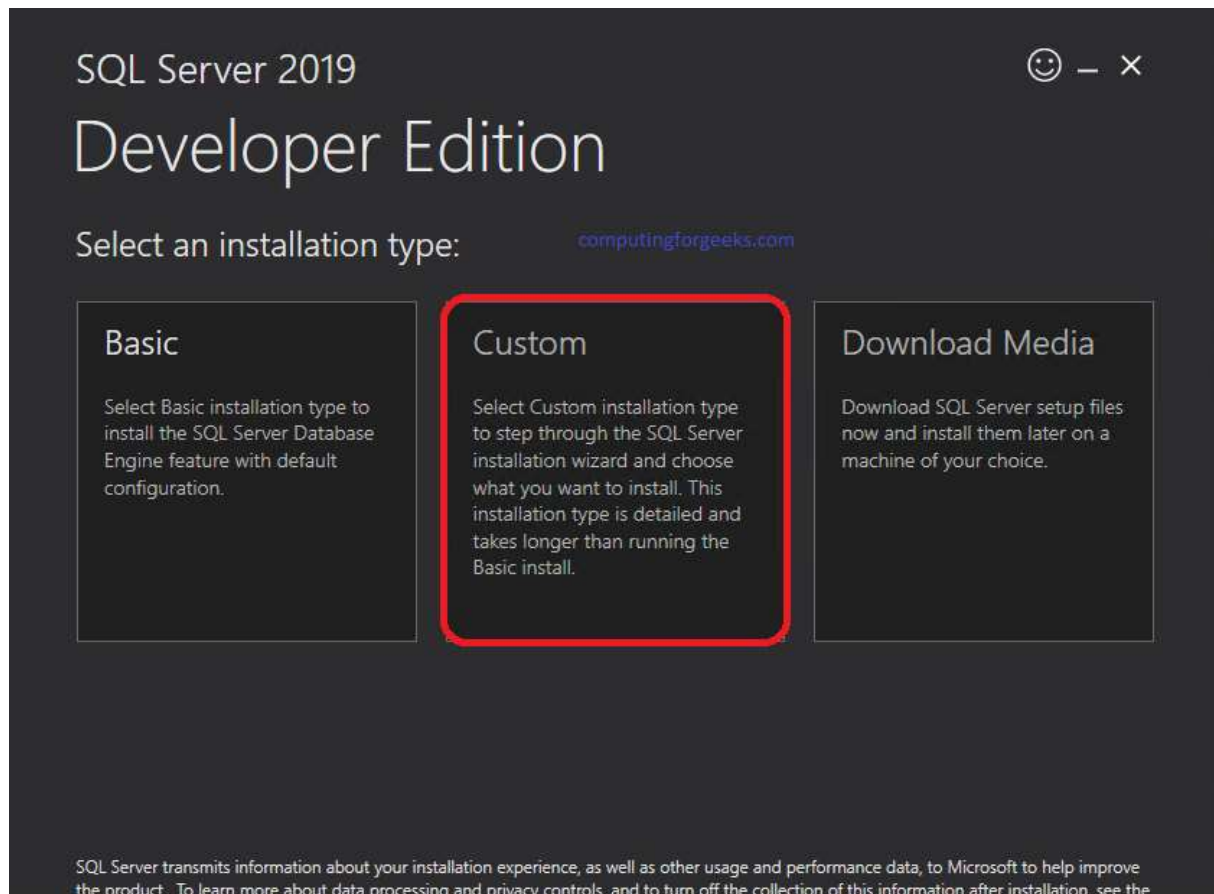 SQL Server 2019
Developer Edition
Select an installation type:
computingforgeeks.com
Basic
Select Basic installation type to
install the SQL Server Database
Engine feature with default
configuration.
Custom
Select Custom installation type
to step through the SQL Server
installation wizard and choose
what you want to install. This
installation type is detailed and
takes longer than running the
Basic install.
Download Media
Download SQL Server setup files
now and install them later on a
machine of your choice.
SQL Server transmits information about your installation experience, as well as other usage and performance data, to Microsoft to help improve
the product. To learn more about data processing and privacy controls, and to turn off the collection of this information after installation, see the